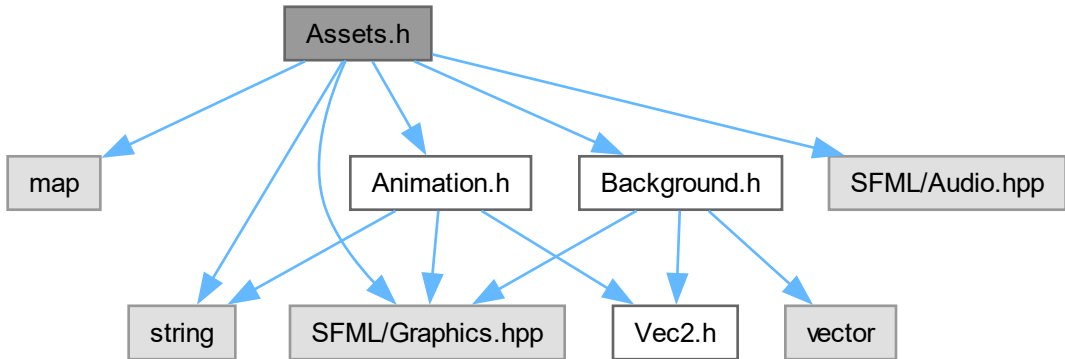 Assets.h
map
Animation.h
Background.h
SFML/Audio.hpp
string
SFML/Graphics.hpp
Vec2.h
vector